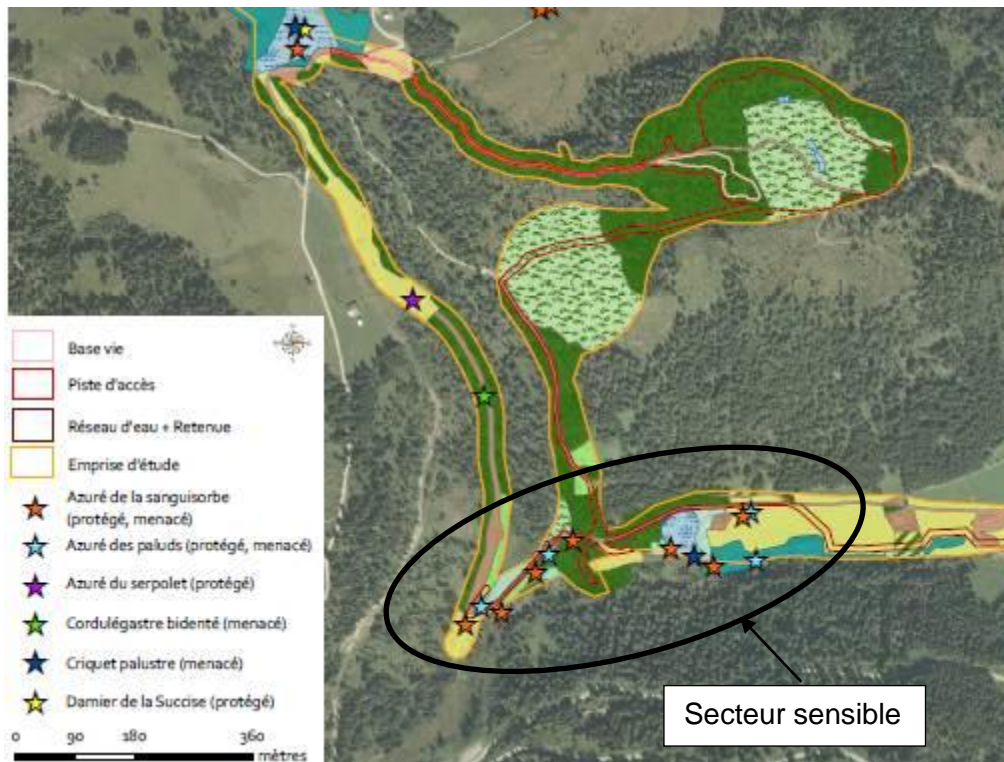 Base vie
Piste d'accès
Réseau d'eau + Retenue
Emprise d'étude
Azuré de la sanguisorbe
(protégé, menacé)
Azuré des paluds (protégé, menacé)
Azuré du serpolet (protégé)
Cordulégastre bidenté (menacé)
Criquet palustre (menacé)
Damier de la Succise (protégé)
0 90 180 360
mètres
Secteur sensible